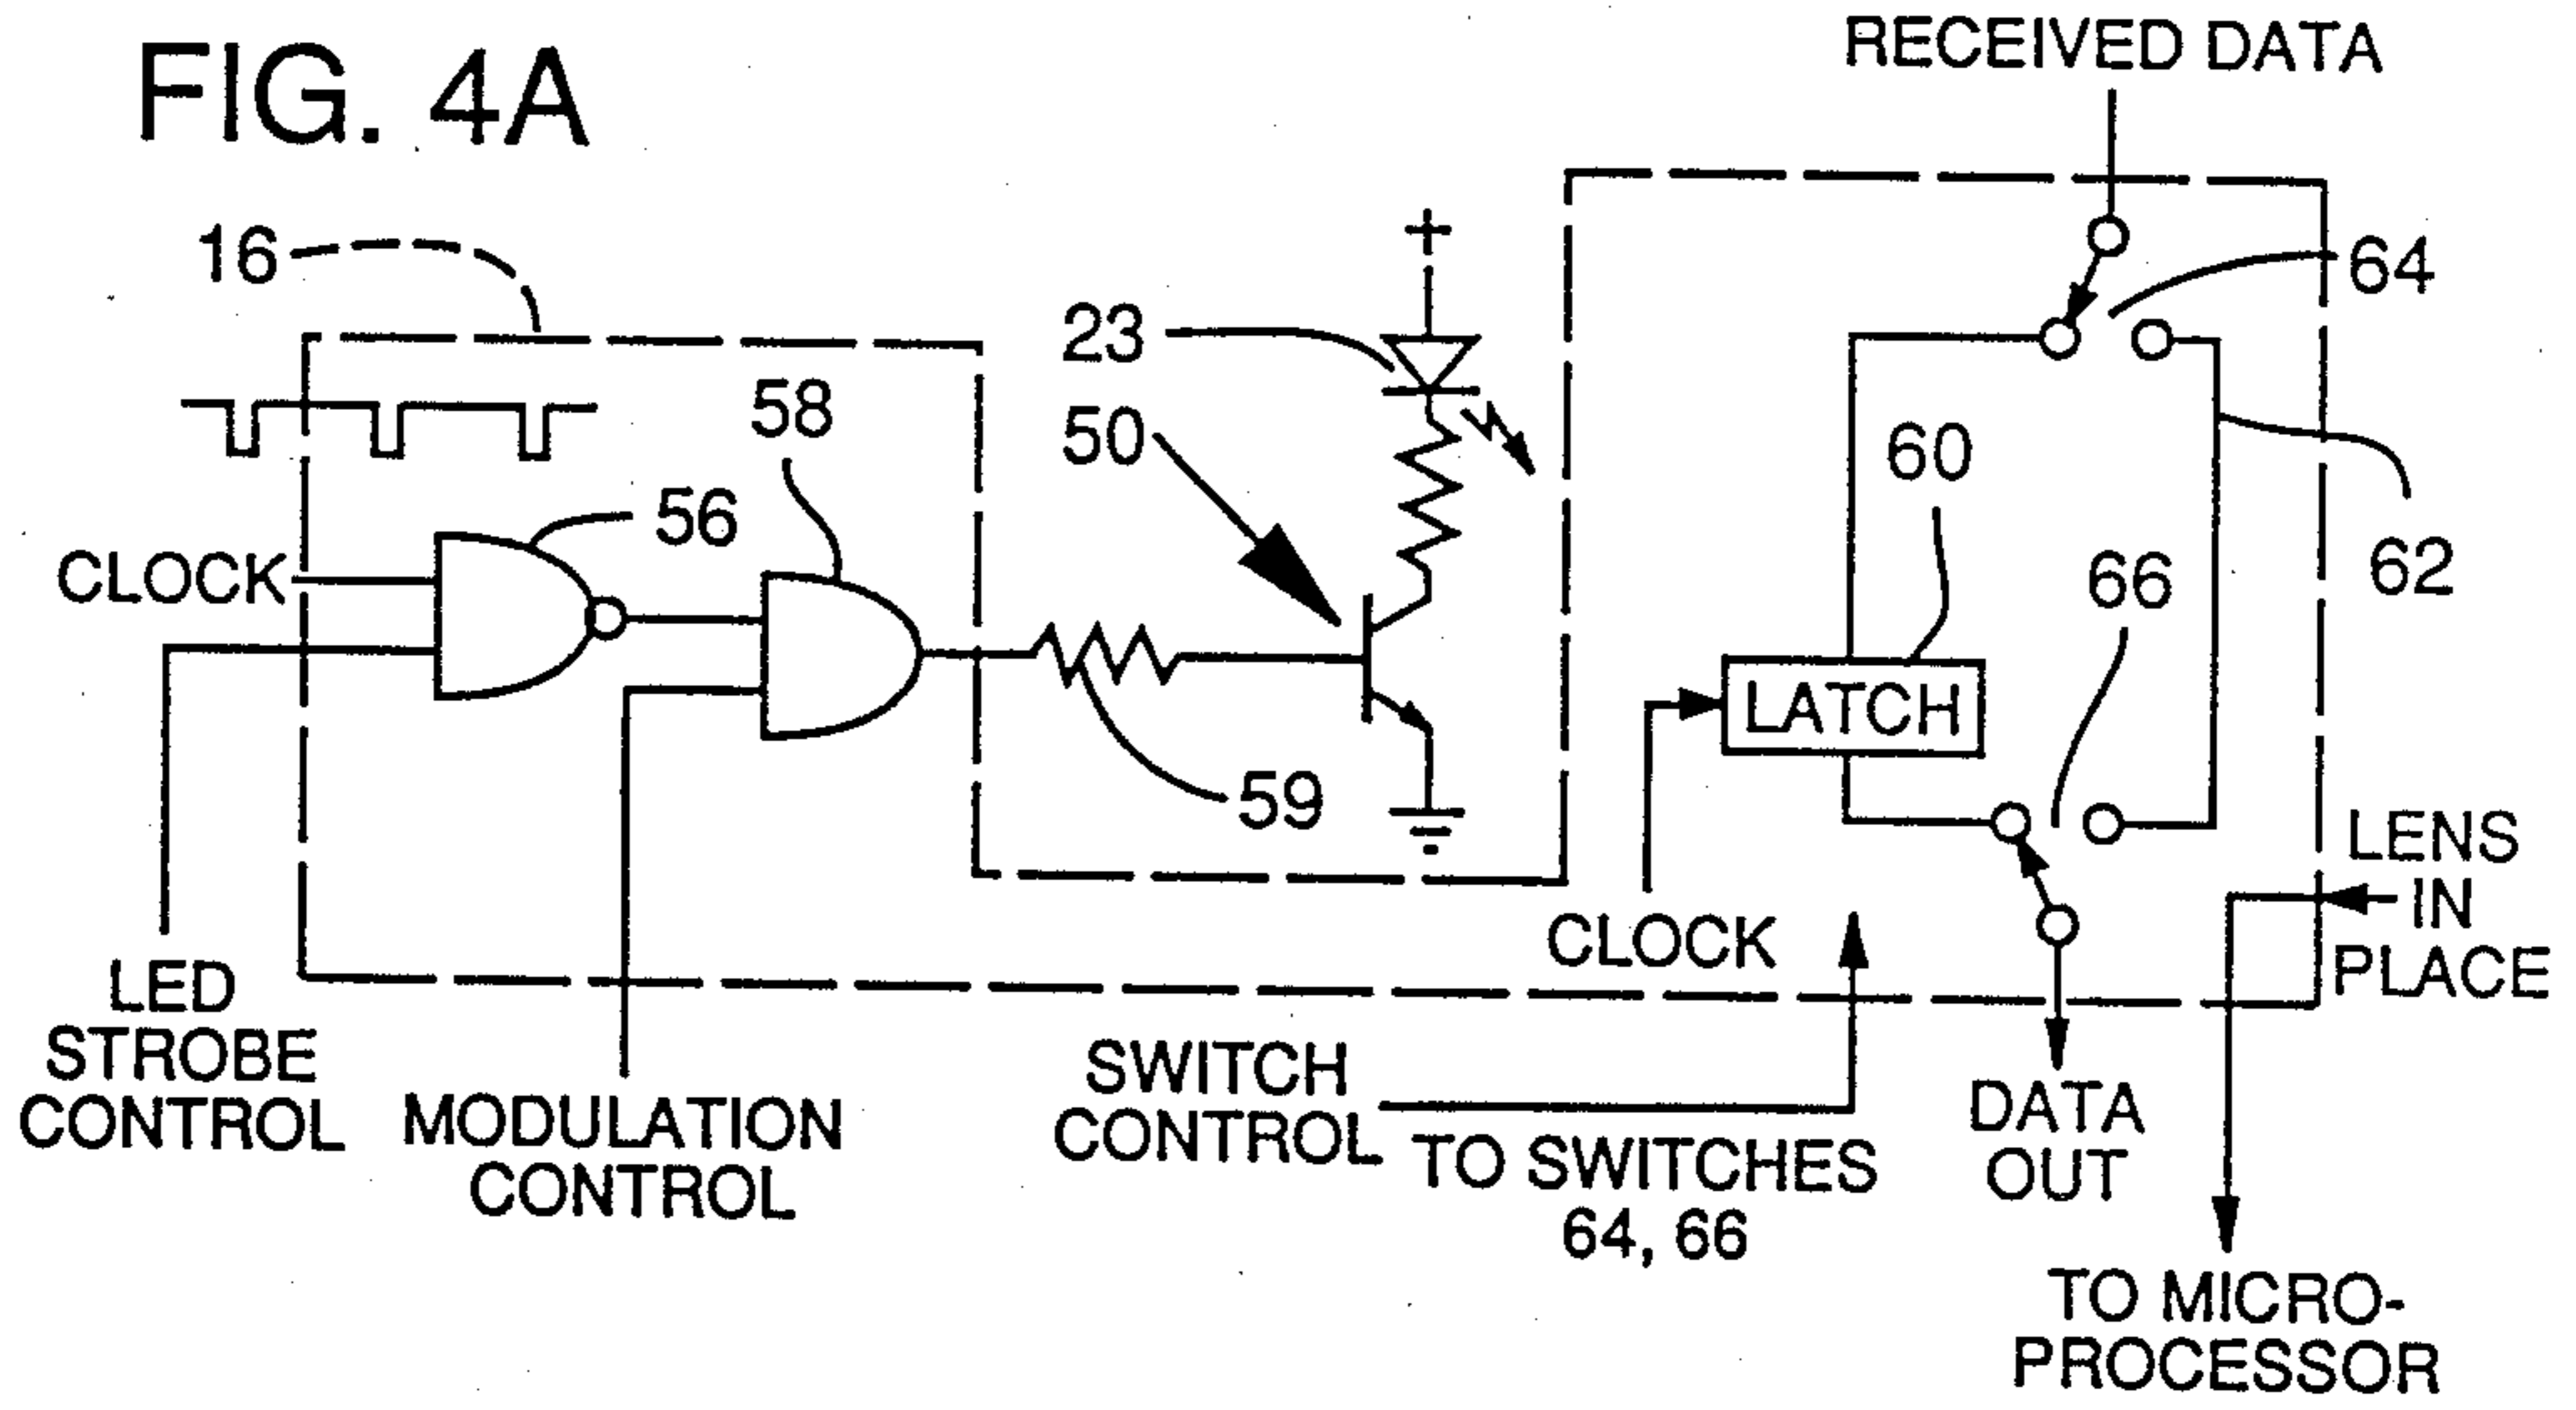 FIG. 4A
RECEIVED DATA
16
64
23
58
50
60
56
62
66
CLOCK
LATCH
59
LENS
IN
PLACE
CLOCK
LED
STROBE
CONTROL
MODULATION
CONTROL
SWITCH
CONTROL
TO SWITCHES
64, 66
DATA
OUT
TO MICRO-
PROCESSOR